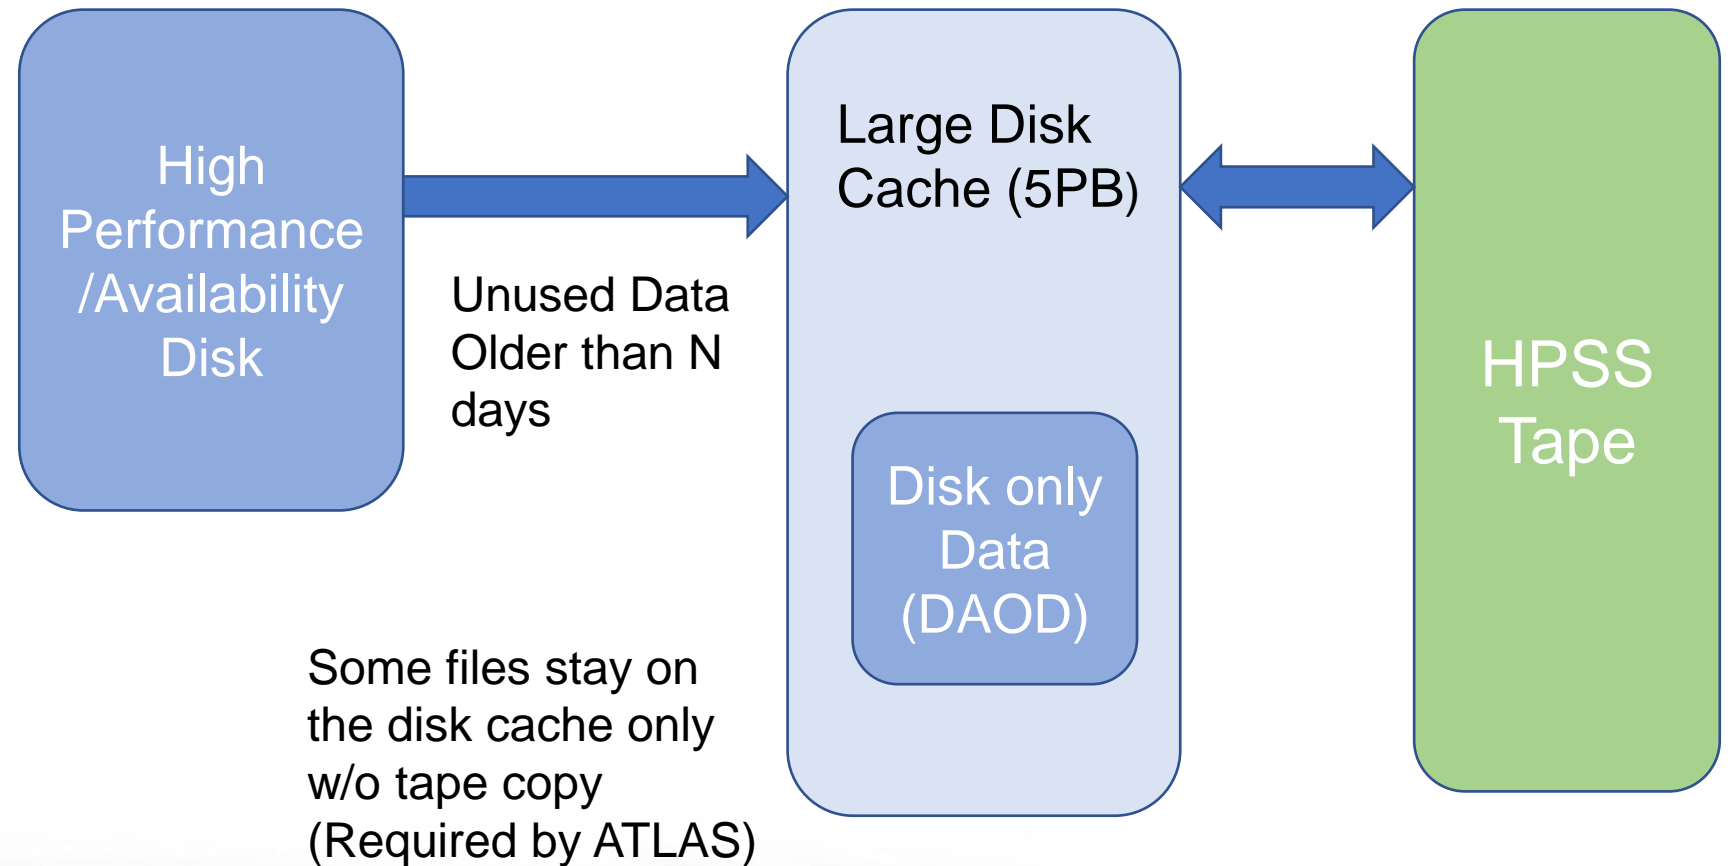 High
Performance
/Availability
Disk
Unused Data
Older than N
days
Large Disk
Cache (5PB)
Disk only
Data
(DAOD)
HPSS
Tape
Some files stay on
the disk cache only
w/o tape copy
(Required by ATLAS)